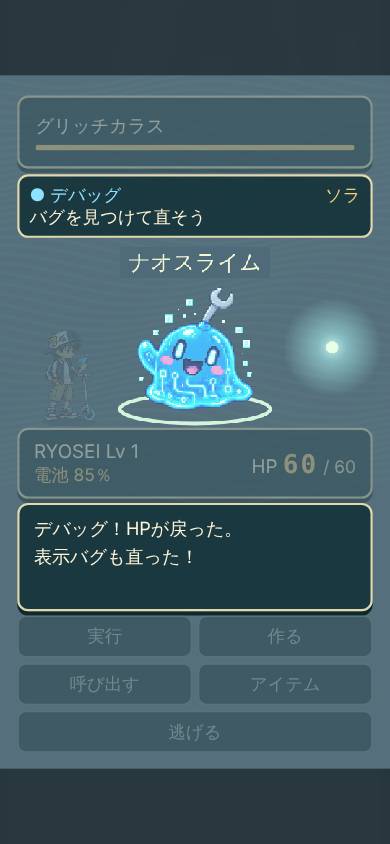 グリッチカラス
デバッグ
ソラ
バグを見つけて直そう
ナオスライム
RYOSEI Lv 1
電池 85%
HP 60 / 60
デバッグ！HPが戻った。
表示バグも直った！
実行
作る
呼び出す
アイテム
逃げる